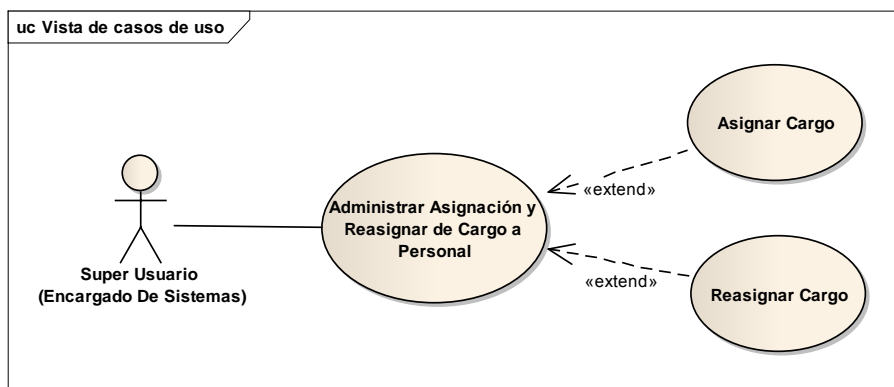 uc Vista de casos de uso
Asignar Cargo
«extend»
Administrar Asignación y
Reasignar de Cargo a
Personal
Super Usuario
(Encargado De Sistemas)
«extend»
Reasignar Cargo